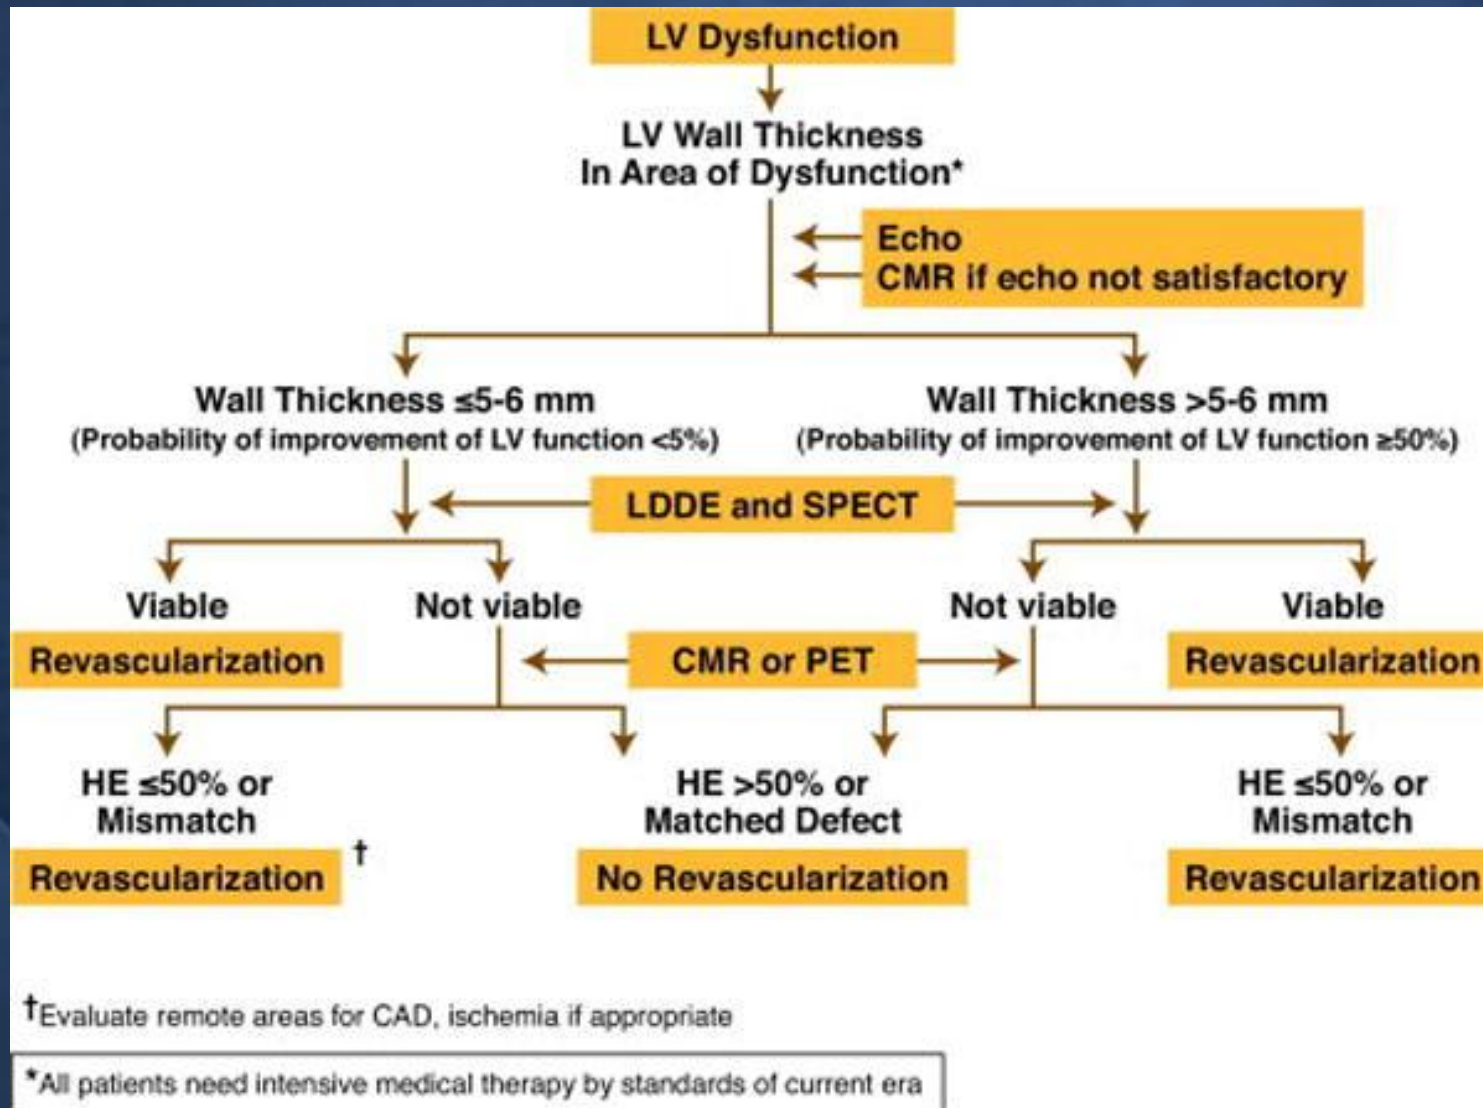 LV Dysfunction
LV Wall Thickness
In Area of Dysfunction*
Echo
CMR if echo not satisfactory
Wall Thickness ≤5-6 mm
(Probability of improvement of LV function <5%)
Wall Thickness >5-6 mm
(Probability of improvement of LV function ≥50%)
LDDE and SPECT
Viable
Not viable
Not viable
Viable
Revascularization
CMR or PET
Revascularization
HE ≤50% or
Mismatch
Revascularization †
HE >50% or
Matched Defect
No Revascularization
HE ≤50% or
Mismatch
Revascularization
†Evaluate remote areas for CAD, ischemia if appropriate
*All patients need intensive medical therapy by standards of current era